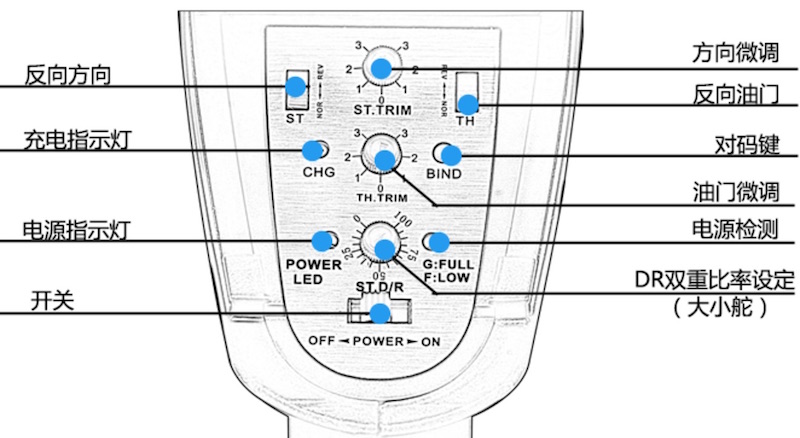 方向微调
反向方向
反向油门
3 3
2 2
1 1
0
REV
NOR
REV
NOR
ST
ST.TRIM
TH
充电指示灯
对码键
3 3
2 2
1
0
CHG
BIND
TH.TRIM
油门微调
电源指示灯
电源检测
0 100
25 75
50
POWER
LED
G:FULL
F:LOW
DR双重比率设定
（大小舵）
ST.D/R
开关
OFF ◄POWER► ON